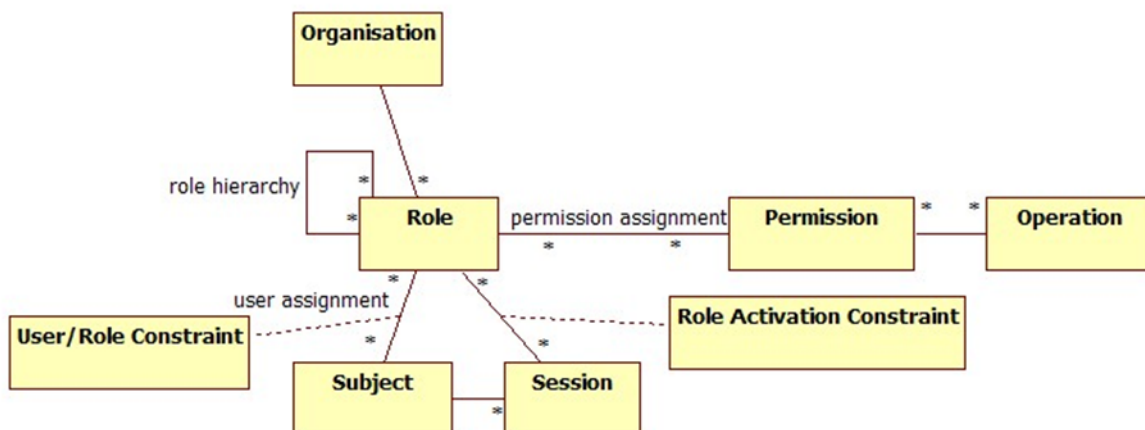 Organisation
role hierarchy
*
*
*
Role
permission assignment
*
*
Permission
*
*
Operation
user assignment
*
*
*
*
User/Role Constraint
Role Activation Constraint
Subject
*
Session